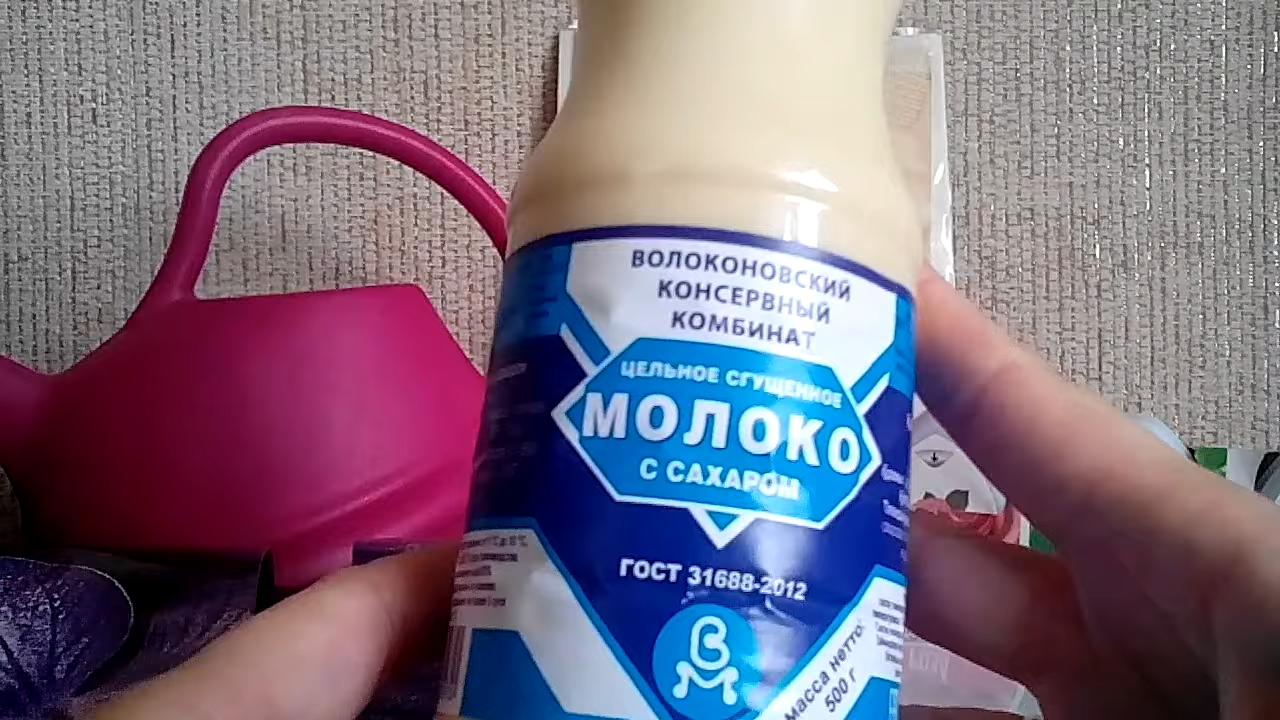 ВОЛОКОНОВСКИЙ
КОНСЕРВНЫЙ
КОМБИНАТ
ЦЕЛЬНОЕ СГУЩЕННОЕ
МОЛОКО
С САХАРОМ
ГОСТ 31688-2012
масса нетто:
500 г